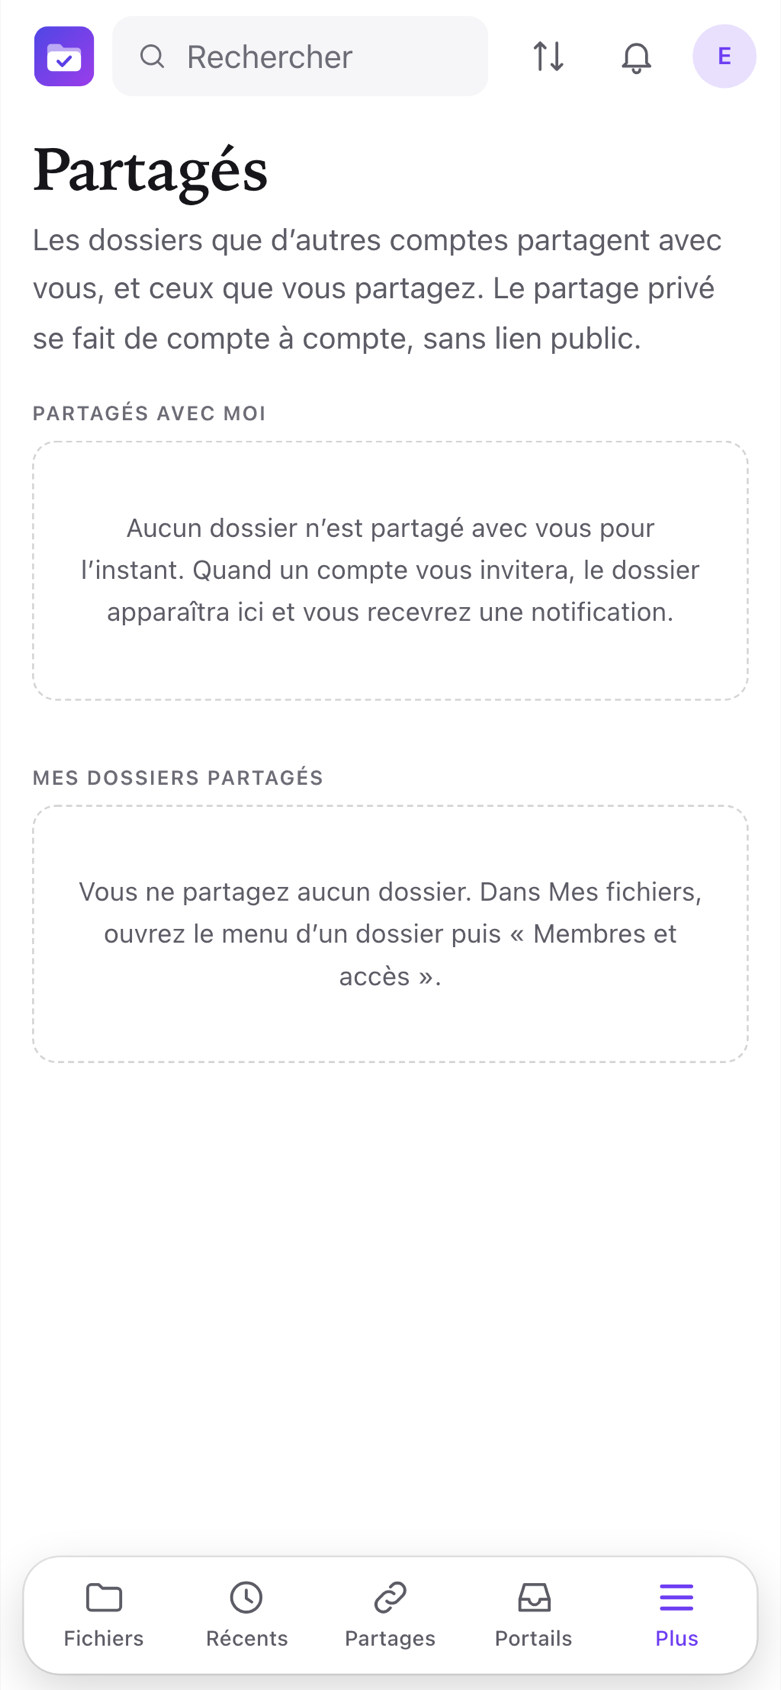 Rechercher
E
Partagés
Les dossiers que d’autres comptes partagent avec
vous, et ceux que vous partagez. Le partage privé
se fait de compte à compte, sans lien public.
PARTAGÉS AVEC MOI
Aucun dossier n’est partagé avec vous pour
l’instant. Quand un compte vous invitera, le dossier
apparaîtra ici et vous recevrez une notification.
MES DOSSIERS PARTAGÉS
Vous ne partagez aucun dossier. Dans Mes fichiers,
ouvrez le menu d’un dossier puis « Membres et
accès ».
Fichiers
Récents
Partages
Portails
Plus